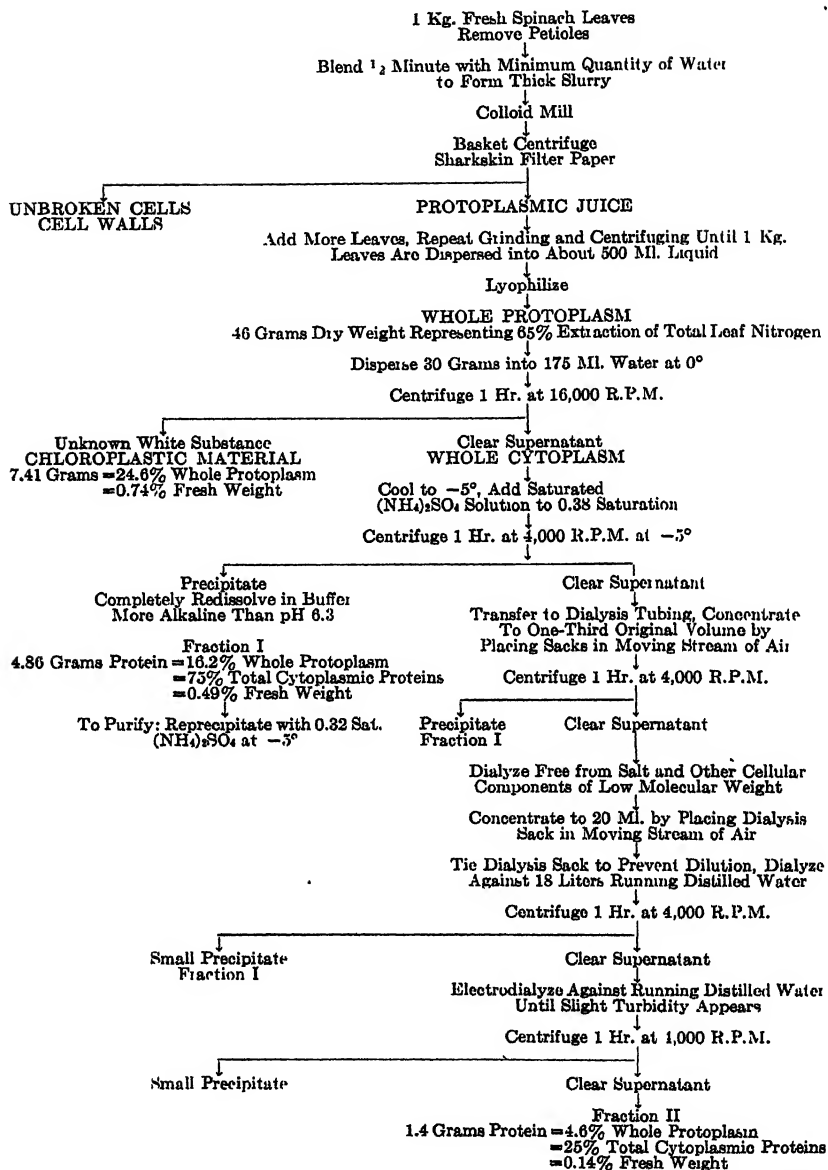 1 Kg. Fresh Spinach Leaves
Remove Petioles
Blend ½ Minute with Minimum Quantity of Water
to Form Thick Slurry
Colloid Mill
Basket Centrifuge
Sharkskin Filter Paper
UNBROKEN CELLS
CELL WALLS
PROTOPLASMIC JUICE
Add More Leaves, Repeat Grinding and Centrifuging Until 1 Kg.
Leaves Are Dispersed into About 500 Ml. Liquid
Lyophilize
WHOLE PROTOPLASM
46 Grams Dry Weight Representing 65% Extraction of Total Leaf Nitrogen
Disperse 30 Grams into 175 Ml. Water at 0°
Centrifuge 1 Hr. at 16,000 R.P.M.
Unknown White Substance
CHLOROPLASTIC MATERIAL
7.41 Grams =24.6% Whole Protoplasm
=0.74% Fresh Weight
Clear Supernatant
WHOLE CYTOPLASM
Cool to −5°, Add Saturated
(NH₄)₂SO₄ Solution to 0.38 Saturation
Centrifuge 1 Hr. at 4,000 R.P.M. at −5°
Precipitate
Completely Redissolve in Buffer
More Alkaline Than pH 6.3
Fraction I
4.86 Grams Protein =16.2% Whole Protoplasm
=75% Total Cytoplasmic Proteins
=0.49% Fresh Weight
To Purify: Reprecipitate with 0.32 Sat.
(NH₄)₂SO₄ at −5°
Clear Supernatant
Transfer to Dialysis Tubing, Concentrate
To One-Third Original Volume by
Placing Sacks in Moving Stream of Air
Centrifuge 1 Hr. at 4,000 R.P.M.
Precipitate
Fraction I
Clear Supernatant
Dialyze Free from Salt and Other Cellular
Components of Low Molecular Weight
Concentrate to 20 Ml. by Placing Dialysis
Sack in Moving Stream of Air
Tie Dialysis Sack to Prevent Dilution, Dialyze
Against 18 Liters Running Distilled Water
Centrifuge 1 Hr. at 4,000 R.P.M.
Small Precipitate
Fraction I
Clear Supernatant
Electrodialyze Against Running Distilled Water
Until Slight Turbidity Appears
Centrifuge 1 Hr. at 4,000 R.P.M.
Small Precipitate
Clear Supernatant
Fraction II
1.4 Grams Protein =4.6% Whole Protoplasm
=25% Total Cytoplasmic Proteins
=0.14% Fresh Weight